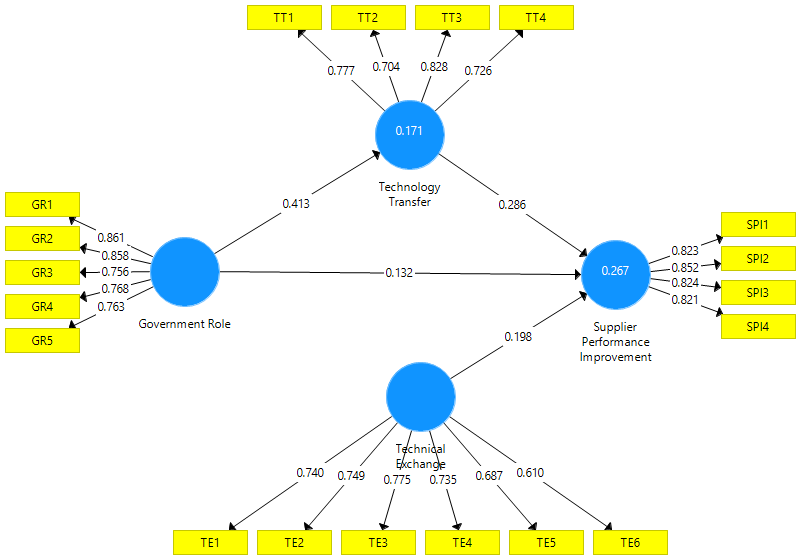 TT1 TT2 TT3 TT4
0.777 0.704 0.828 0.726
0.171
Technology
Transfer
0.413
0.286
GR1
GR2
GR3
GR4
GR5
0.861
0.858
0.756
0.768
0.763
Government Role
0.132
0.267
Supplier
Performance
Improvement
SPI1
SPI2
SPI3
SPI4
0.823
0.852
0.824
0.821
0.198
Technical
Exchange
0.740 0.749 0.775 0.735 0.687 0.610
TE1 TE2 TE3 TE4 TE5 TE6